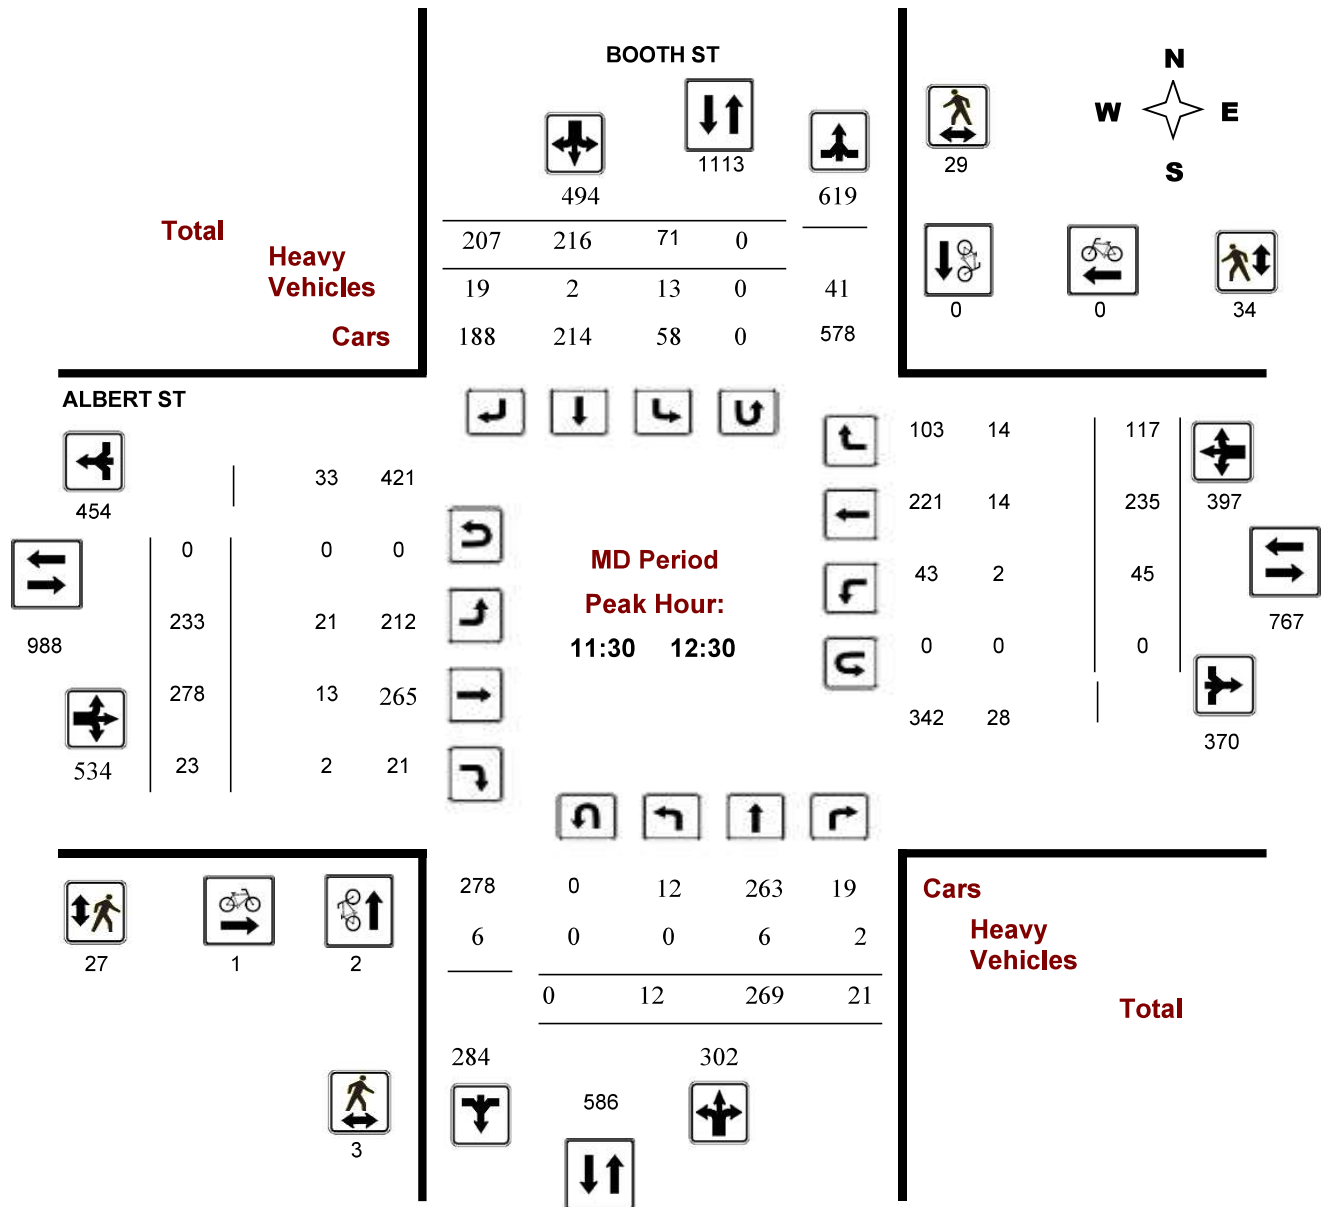 BOOTH ST
N
W E
S
1113
29
494
619
Total
207 216 71 0
Heavy
Vehicles
19 2 13 0 41
0 0 34
Cars
188 214 58 0 578
ALBERT ST
103 14 117
454
33 421
221 14 235 397
0 0 0
MD Period
43 2 45
Peak Hour:
233 21 212
767
988
11:30 12:30
0 0 0
278 13 265
342 28
370
534 23 2 21
278 0 12 263 19
Cars
6 0 0 6 2
Heavy
Vehicles
27 1 2
0 12 269 21
Total
284 302
586
3